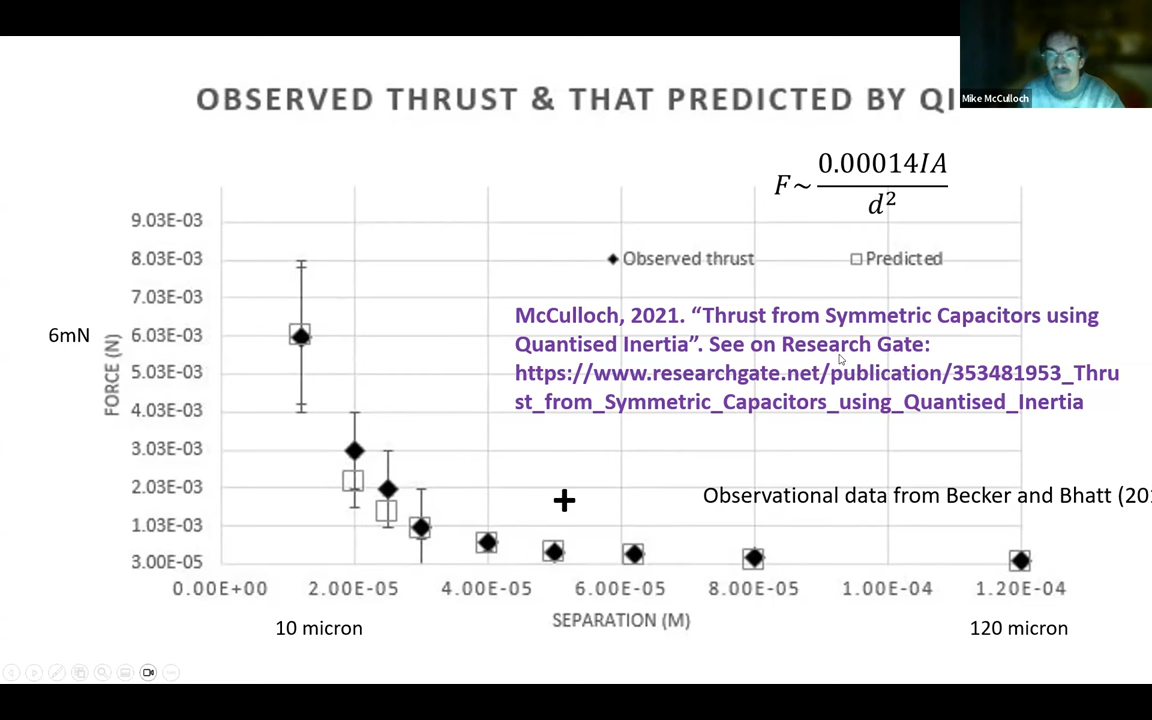 OBSERVED THRUST & THAT PREDICTED BY QI
Mike McCulloch
F~ 0.00014IA
d²
9.03E-03
8.03E-03
7.03E-03
6.03E-03
5.03E-03
4.03E-03
3.03E-03
2.03E-03
1.03E-03
3.00E-05
6mN
FORCE (N)
Observed thrust
Predicted
McCulloch, 2021. “Thrust from Symmetric Capacitors using
Quantised Inertia”. See on Research Gate:
https://www.researchgate.net/publication/353481953_Thru
st_from_Symmetric_Capacitors_using_Quantised_Inertia
Observational data from Becker and Bhatt (201
0.00E+00 2.00E-05 4.00E-05 6.00E-05 8.00E-05 1.00E-04 1.20E-04
SEPARATION (M)
10 micron
120 micron